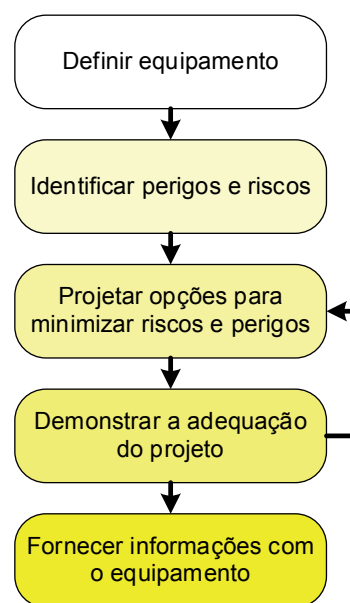 Definir equipamento
Identificar perigos e riscos
Projetar opções para
minimizar riscos e perigos
Demonstrar a adequação
do projeto
Fornecer informações com
o equipamento